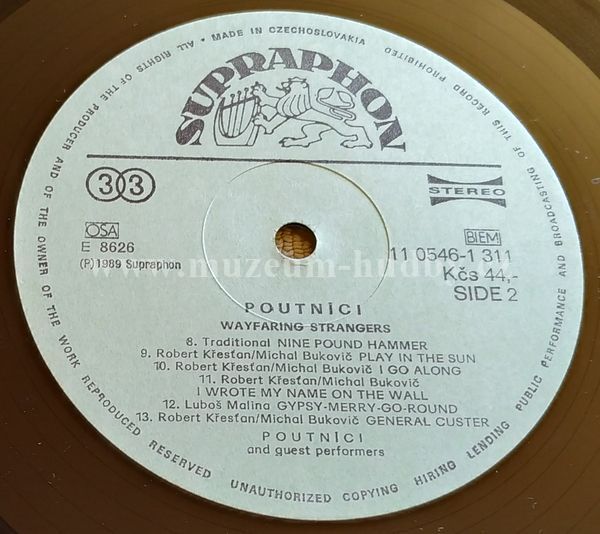 ALL RIGHTS OF THE PRODUCER AND OF THE OWNER OF THE WORK REPRODUCED RESERVED UNAUTHORIZED COPYING HIRING LENDING PUBLIC PERFORMANCE AND BROADCASTING OF THIS RECORD PROHIBITED • MADE IN CZECHOSLOVAKIA •
SUPRAPHON
33
STEREO
OSA
E 8626
(P)1989 Supraphon
BIEM
11 0546-1 311
Kčs 44,-
SIDE 2
www.muzeum-hudby
POUTNÍCI
WAYFARING STRANGERS
8. Traditional NINE POUND HAMMER
9. Robert Křesťan/Michal Bukovič PLAY IN THE SUN
10. Robert Křesťan/Michal Bukovič I GO ALONG
11. Robert Křesťan/Michal Bukovič
I WROTE MY NAME ON THE WALL
12. Luboš Malina GYPSY-MERRY-GO-ROUND
13. Robert Křesťan/Michal Bukovič GENERAL CUSTER
POUTNÍCI
and guest performers